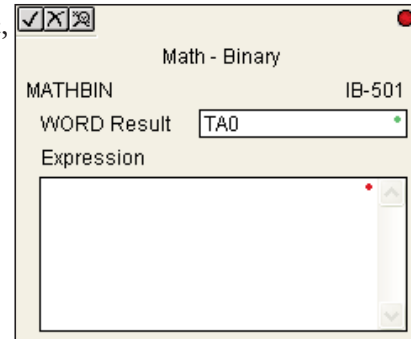 ,
Math - Binary
MATHBIN IB-501
WORD Result TA0
Expression